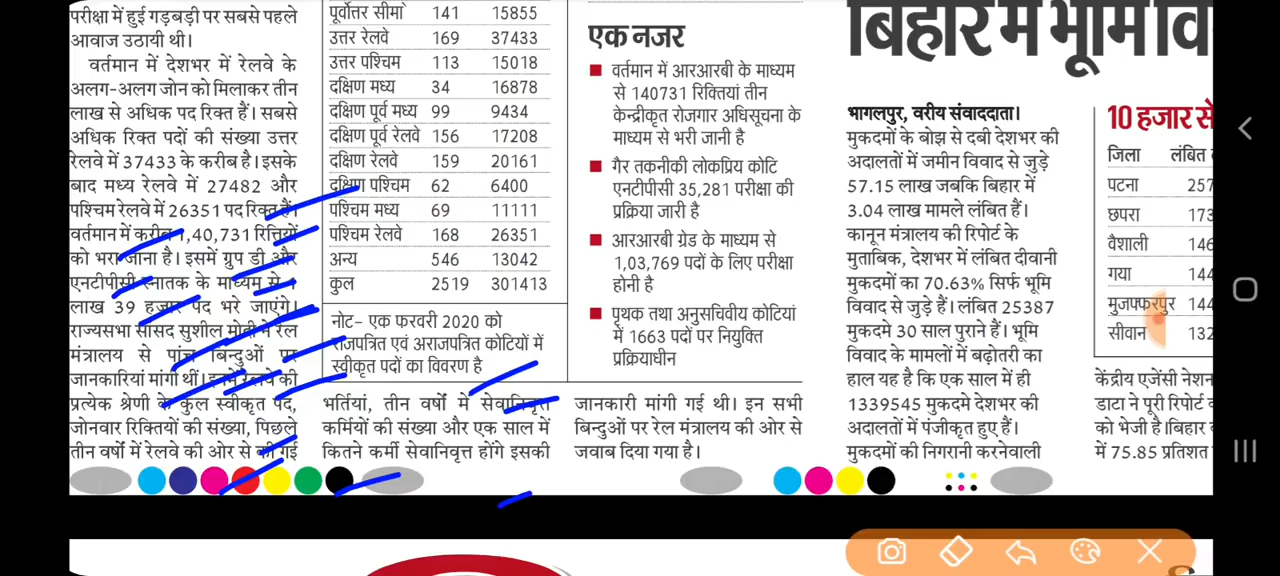 परीक्षा में हुई गड़बड़ी पर सबसे पहले
आवाज उठायी थी।
वर्तमान में देशभर में रेलवे के
अलग-अलग जोन को मिलाकर तीन
लाख से अधिक पद रिक्त हैं। सबसे
अधिक रिक्त पदों की संख्या उत्तर
रेलवे में 37433 के करीब है। इसके
बाद मध्य रेलवे में 27482 और
पश्चिम रेलवे में 26351 पद रिक्त हैं।
वर्तमान में करीब 1,40,731 रित्तियों
को भरा जाना है। इसमें ग्रुप डी और
एनटीपीसी स्नातक के माध्यम से 1
लाख 39 हजार पद भरे जाएंगे।
राज्यसभा सांसद सुशील मोदी ने रेल
मंत्रालय से पांच बिन्दुओं पर
जानकारियां मांगी थीं। इनमें रेलवे की
प्रत्येक श्रेणी के कुल स्वीकृत पद,
जोनवार रिक्तियों की संख्या, पिछले
तीन वर्षों में रेलवे की ओर से की गई
पूर्वोत्तर सीमा 141 15855
उत्तर रेलवे 169 37433
उत्तर पश्चिम 113 15018
दक्षिण मध्य 34 16878
दक्षिण पूर्व मध्य 99 9434
दक्षिण पूर्व रेलवे 156 17208
दक्षिण रेलवे 159 20161
दक्षिण पश्चिम 62 6400
पश्चिम मध्य 69 11111
पश्चिम रेलवे 168 26351
अन्य 546 13042
कुल 2519 301413
नोट- एक फरवरी 2020 को
राजपत्रित एवं अराजपत्रित कोटियों में
स्वीकृत पदों का विवरण है
भर्तियां, तीन वर्षों में सेवानिवृत्त
कर्मियों की संख्या और एक साल में
कितने कर्मी सेवानिवृत्त होंगे इसकी
एक नजर
वर्तमान में आरआरबी के माध्यम
से 140731 रिक्तियां तीन
केन्द्रीकृत रोजगार अधिसूचना के
माध्यम से भरी जानी है
गैर तकनीकी लोकप्रिय कोटि
एनटीपीसी 35,281 परीक्षा की
प्रक्रिया जारी है
आरआरबी ग्रेड के माध्यम से
1,03,769 पदों के लिए परीक्षा
होनी है
पृथक तथा अनुसचिवीय कोटियां
में 1663 पदों पर नियुक्ति
प्रक्रियाधीन
जानकारी मांगी गई थी। इन सभी
बिन्दुओं पर रेल मंत्रालय की ओर से
जवाब दिया गया है।
बिहार में भूमि वि
भागलपुर, वरीय संवाददाता।
मुकदमों के बोझ से दबी देशभर की
अदालतों में जमीन विवाद से जुड़े
57.15 लाख जबकि बिहार में
3.04 लाख मामले लंबित हैं।
कानून मंत्रालय की रिपोर्ट के
मुताबिक, देशभर में लंबित दीवानी
मुकदमों का 70.63% सिर्फ भूमि
विवाद से जुड़े हैं। लंबित 25387
मुकदमे 30 साल पुराने हैं। भूमि
विवाद के मामलों में बढ़ोतरी का
हाल यह है कि एक साल में ही
1339545 मुकदमे देशभर की
अदालतों में पंजीकृत हुए हैं।
मुकदमों की निगरानी करनेवाली
10 हजार से
जिला लंबित
पटना 257
छपरा 173
वैशाली 146
गया 144
मुजफ्फरपुर 144
सीवान 132
केंद्रीय एजेंसी नेशन
डाटा ने पूरी रिपोर्ट
को भेजी है। बिहार
में 75.85 प्रतिशत